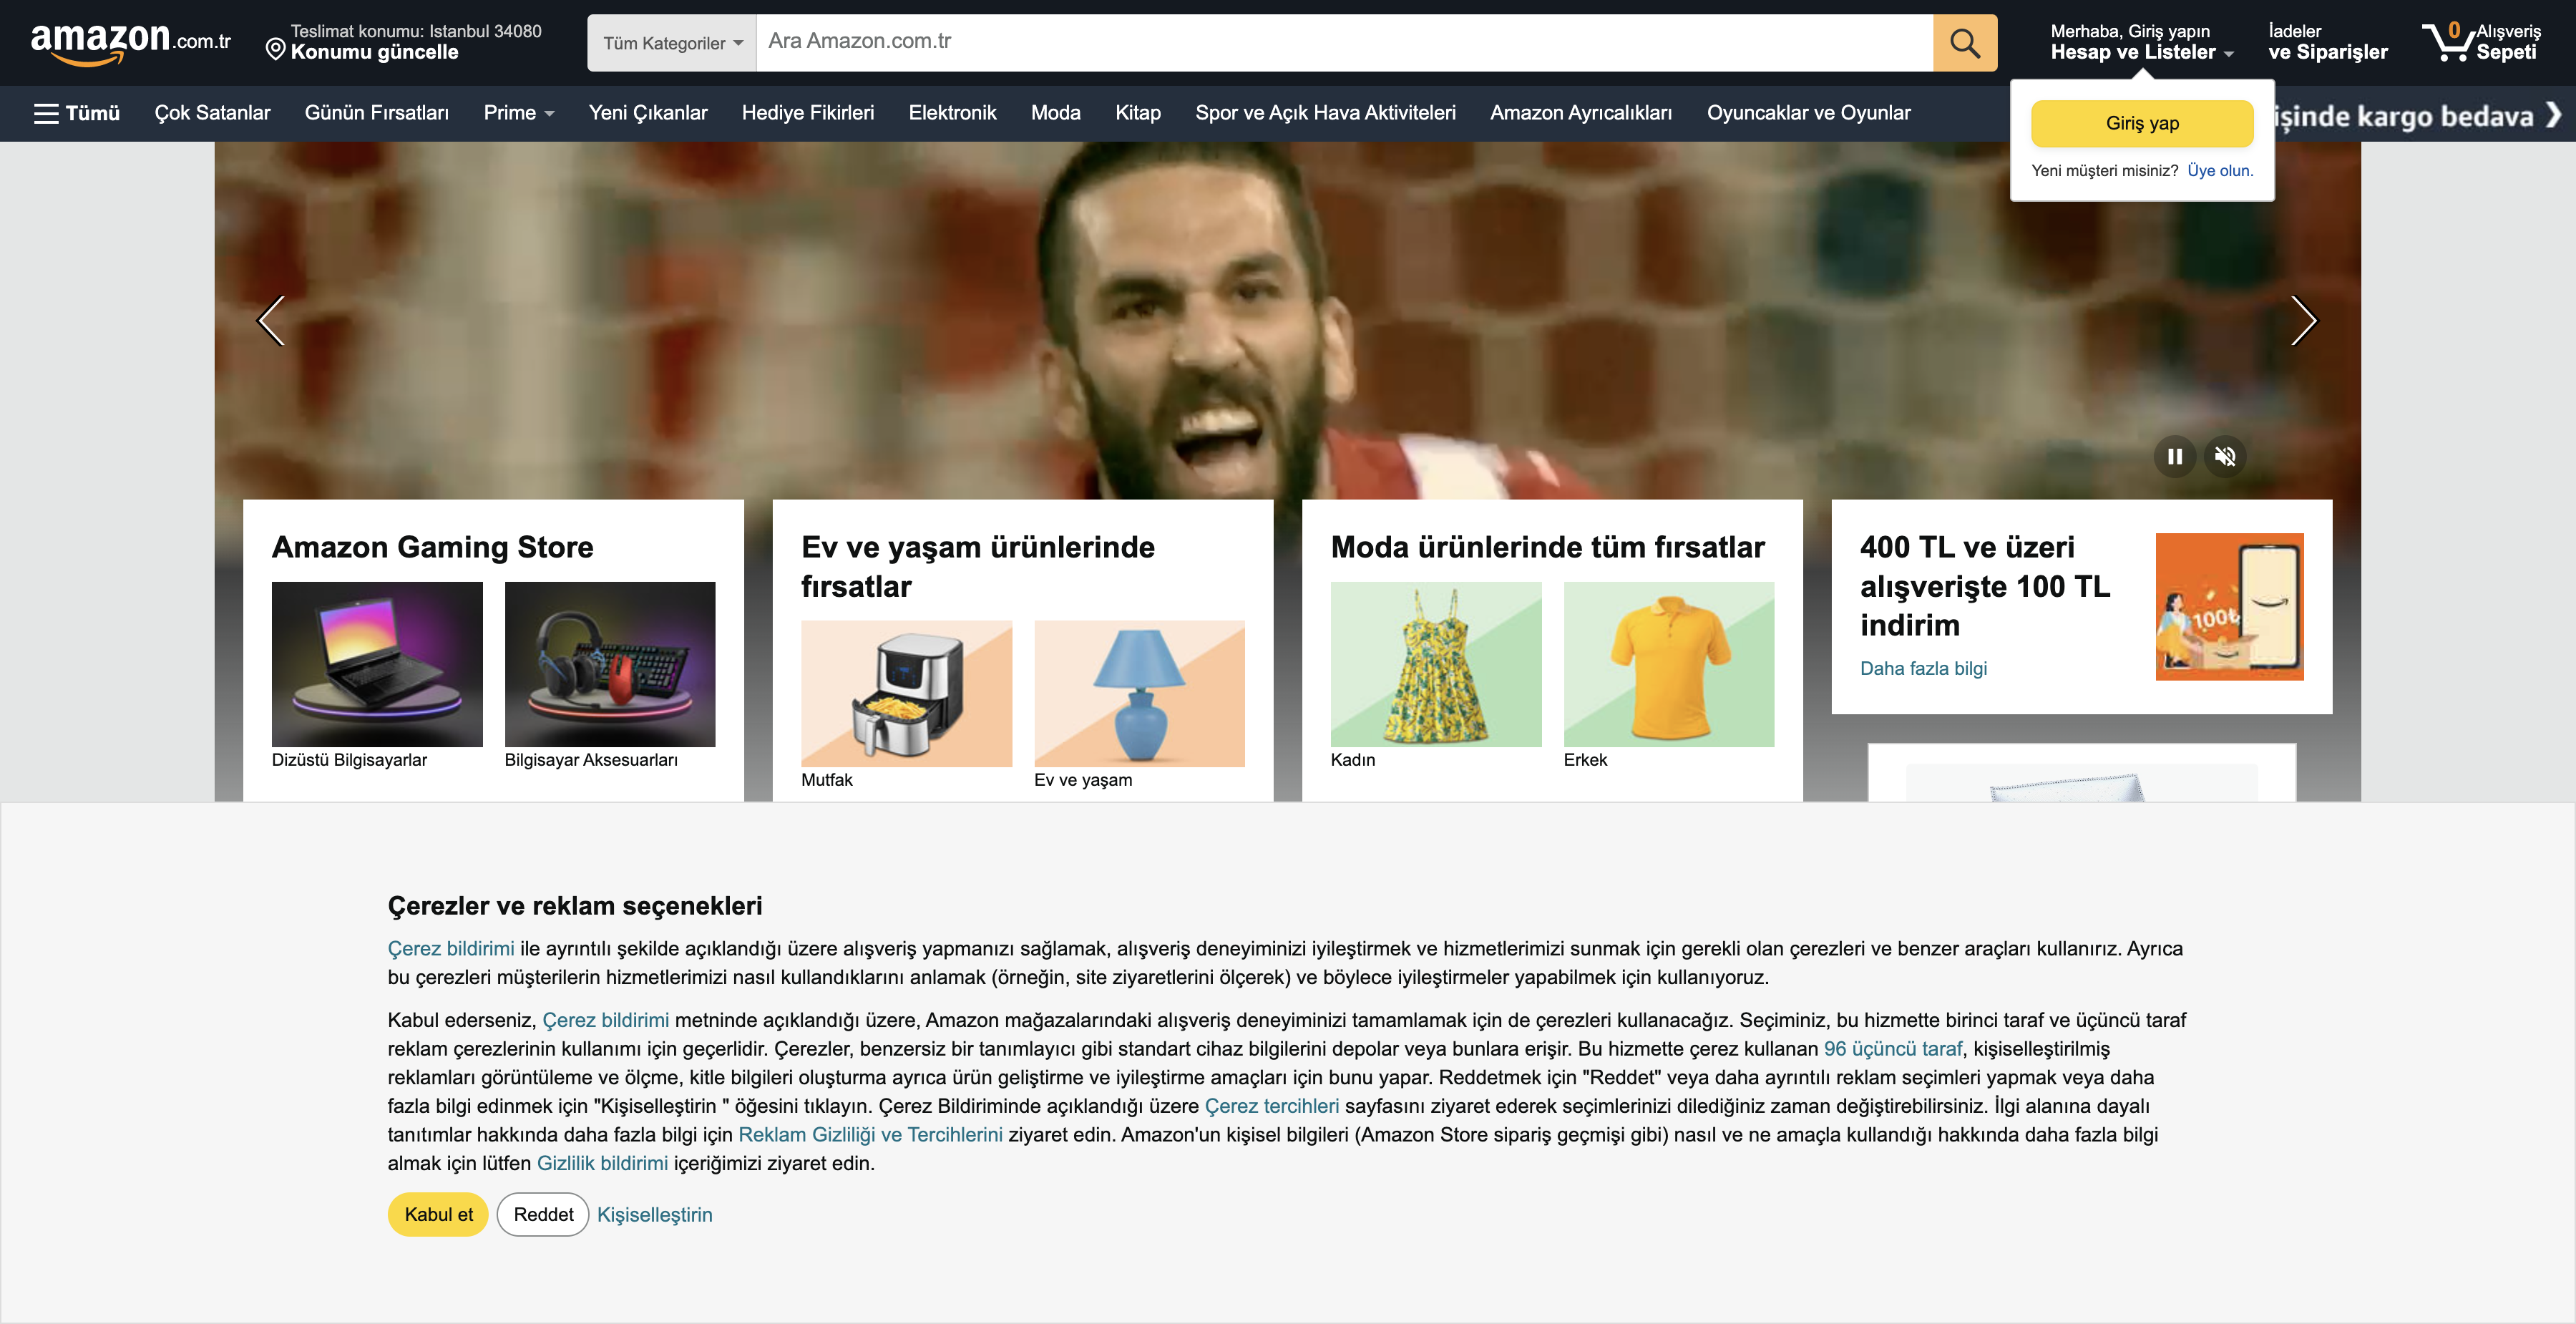 amazon.com.tr
Teslimat konumu: Istanbul 34080
Konumu güncelle
Tüm Kategoriler
Ara Amazon.com.tr
Merhaba, Giriş yapın
Hesap ve Listeler
İadeler
ve Siparişler
0
Alışveriş
Sepeti
Tümü
Çok Satanlar
Günün Fırsatları
Prime
Yeni Çıkanlar
Hediye Fikirleri
Elektronik
Moda
Kitap
Spor ve Açık Hava Aktiviteleri
Amazon Ayrıcalıkları
Oyuncaklar ve Oyunlar
işinde kargo bedava
Giriş yap
Yeni müşteri misiniz? Üye olun.
Amazon Gaming Store
Dizüstü Bilgisayarlar
Bilgisayar Aksesuarları
Ev ve yaşam ürünlerinde
fırsatlar
Mutfak
Ev ve yaşam
Moda ürünlerinde tüm fırsatlar
Kadın
Erkek
400 TL ve üzeri
alışverişte 100 TL
indirim
Daha fazla bilgi
100₺
Çerezler ve reklam seçenekleri
Çerez bildirimi ile ayrıntılı şekilde açıklandığı üzere alışveriş yapmanızı sağlamak, alışveriş deneyiminizi iyileştirmek ve hizmetlerimizi sunmak için gerekli olan çerezleri ve benzer araçları kullanırız. Ayrıca
bu çerezleri müşterilerin hizmetlerimizi nasıl kullandıklarını anlamak (örneğin, site ziyaretlerini ölçerek) ve böylece iyileştirmeler yapabilmek için kullanıyoruz.
Kabul ederseniz, Çerez bildirimi metninde açıklandığı üzere, Amazon mağazalarındaki alışveriş deneyiminizi tamamlamak için de çerezleri kullanacağız. Seçiminiz, bu hizmette birinci taraf ve üçüncü taraf
reklam çerezlerinin kullanımı için geçerlidir. Çerezler, benzersiz bir tanımlayıcı gibi standart cihaz bilgilerini depolar veya bunlara erişir. Bu hizmette çerez kullanan 96 üçüncü taraf, kişiselleştirilmiş
reklamları görüntüleme ve ölçme, kitle bilgileri oluşturma ayrıca ürün geliştirme ve iyileştirme amaçları için bunu yapar. Reddetmek için "Reddet" veya daha ayrıntılı reklam seçimleri yapmak veya daha
fazla bilgi edinmek için "Kişiselleştirin " öğesini tıklayın. Çerez Bildiriminde açıklandığı üzere Çerez tercihleri sayfasını ziyaret ederek seçimlerinizi dilediğiniz zaman değiştirebilirsiniz. İlgi alanına dayalı
tanıtımlar hakkında daha fazla bilgi için Reklam Gizliliği ve Tercihlerini ziyaret edin. Amazon'un kişisel bilgileri (Amazon Store sipariş geçmişi gibi) nasıl ve ne amaçla kullandığı hakkında daha fazla bilgi
almak için lütfen Gizlilik bildirimi içeriğimizi ziyaret edin.
Kabul et
Reddet
Kişiselleştirin